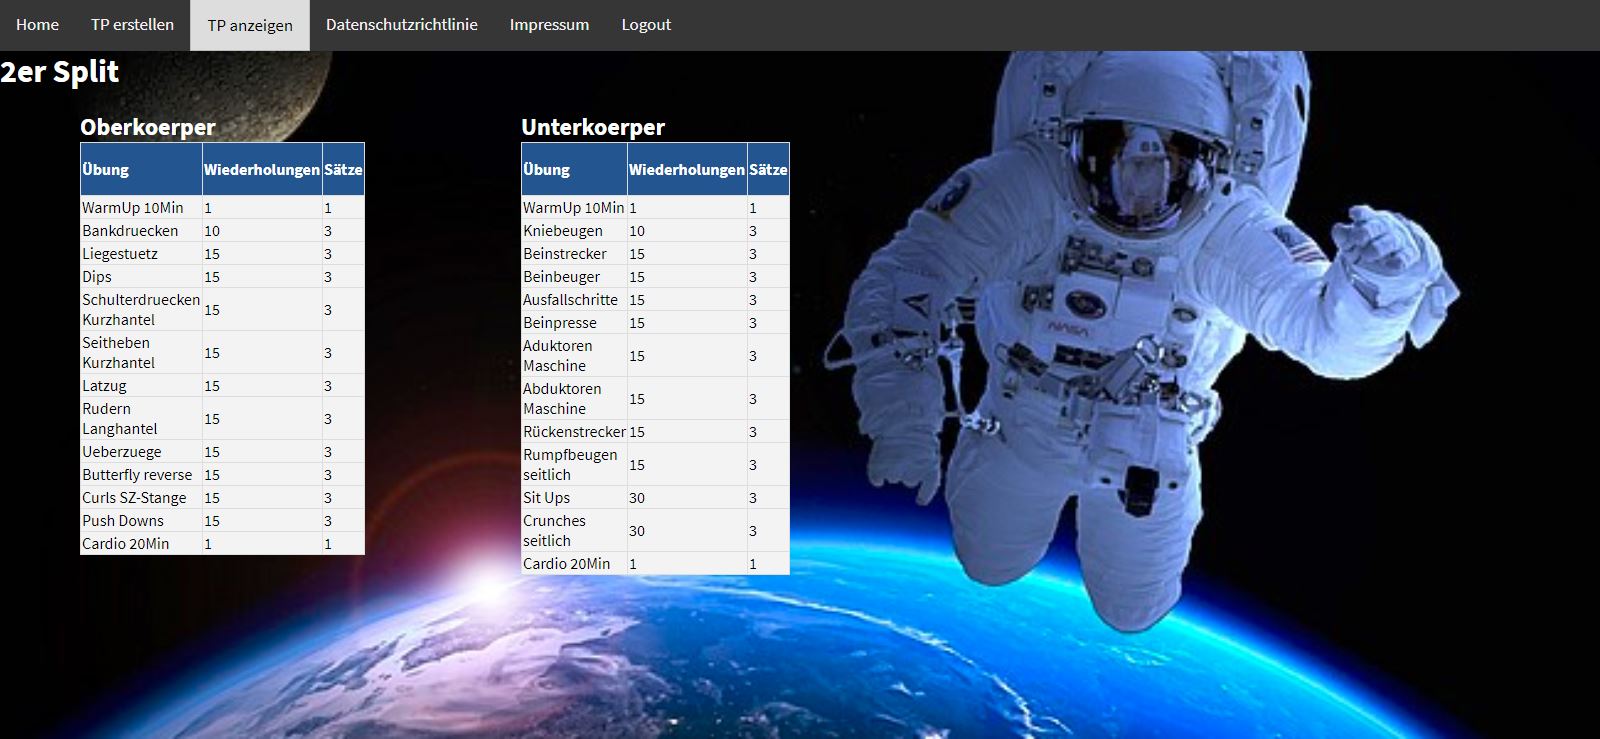 Home TP erstellen TP anzeigen Datenschutzrichtlinie Impressum Logout
2er Split
Oberkoerper
Übung Wiederholungen Sätze
WarmUp 10Min 1 1
Bankdruecken 10 3
Liegestuetz 15 3
Dips 15 3
Schulterdruecken
Kurzhantel 15 3
Seitheben
Kurzhantel 15 3
Latzug 15 3
Rudern
Langhantel 15 3
Ueberzuege 15 3
Butterfly reverse 15 3
Curls SZ-Stange 15 3
Push Downs 15 3
Cardio 20Min 1 1
Unterkoerper
Übung Wiederholungen Sätze
WarmUp 10Min 1 1
Kniebeugen 10 3
Beinstrecker 15 3
Beinbeuger 15 3
Ausfallschritte 15 3
Beinpresse 15 3
Aduktoren
Maschine 15 3
Abduktoren
Maschine 15 3
Rückenstrecker 15 3
Rumpfbeugen
seitlich 15 3
Sit Ups 30 3
Crunches
seitlich 30 3
Cardio 20Min 1 1
NASA